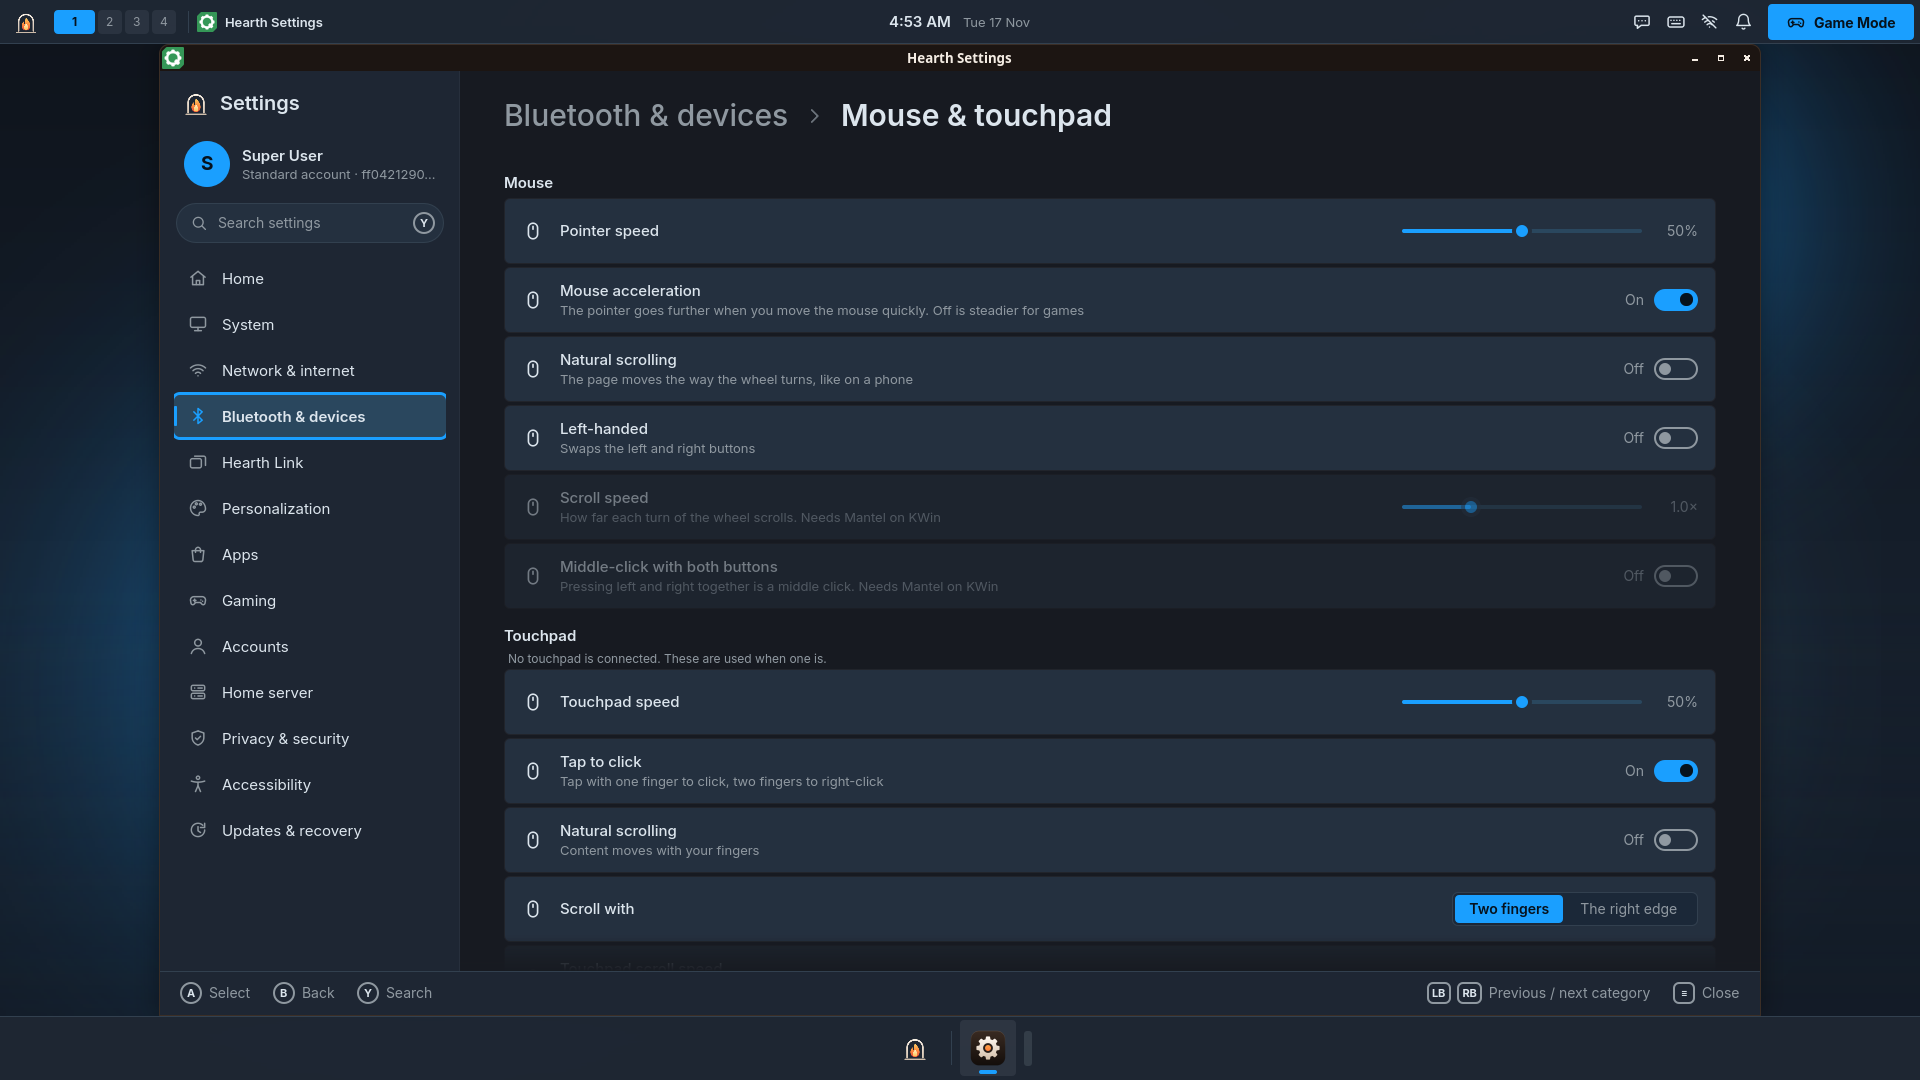 1 2 3 4 Hearth Settings 4:53 AM Tue 17 Nov Game Mode
Hearth Settings
Settings
Super User
Standard account · ff0421290...
Search settings Y
Home
System
Network & internet
Bluetooth & devices
Hearth Link
Personalization
Apps
Gaming
Accounts
Home server
Privacy & security
Accessibility
Updates & recovery
Bluetooth & devices > Mouse & touchpad
Mouse
Pointer speed 50%
Mouse acceleration On
The pointer goes further when you move the mouse quickly. Off is steadier for games
Natural scrolling Off
The page moves the way the wheel turns, like on a phone
Left-handed Off
Swaps the left and right buttons
Scroll speed 1.0×
How far each turn of the wheel scrolls. Needs Mantel on KWin
Middle-click with both buttons Off
Pressing left and right together is a middle click. Needs Mantel on KWin
Touchpad
No touchpad is connected. These are used when one is.
Touchpad speed 50%
Tap to click On
Tap with one finger to click, two fingers to right-click
Natural scrolling Off
Content moves with your fingers
Scroll with Two fingers The right edge
A Select B Back Y Search LB RB Previous / next category Close